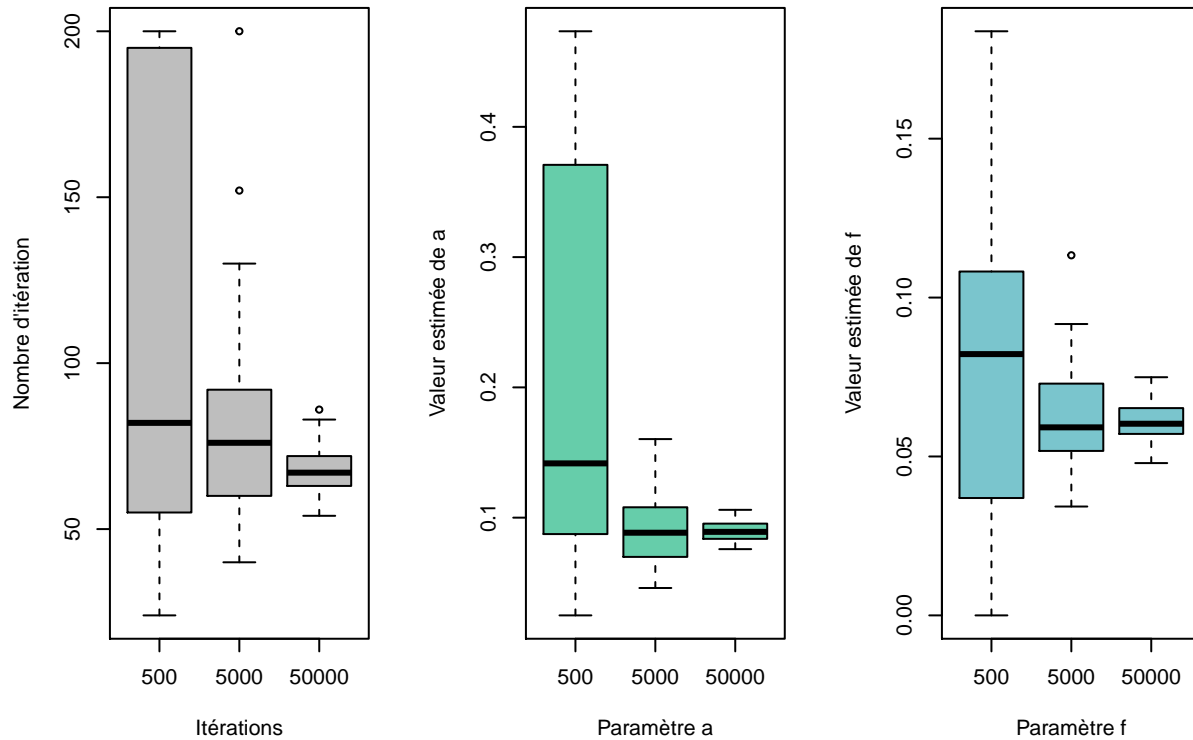 Nombre d'itération
200
150
100
50
500 5000 50000
Itérations
Valeur estimée de a
0.4
0.3
0.2
0.1
500 5000 50000
Paramètre a
Valeur estimée de f
0.15
0.10
0.05
0.00
500 5000 50000
Paramètre f